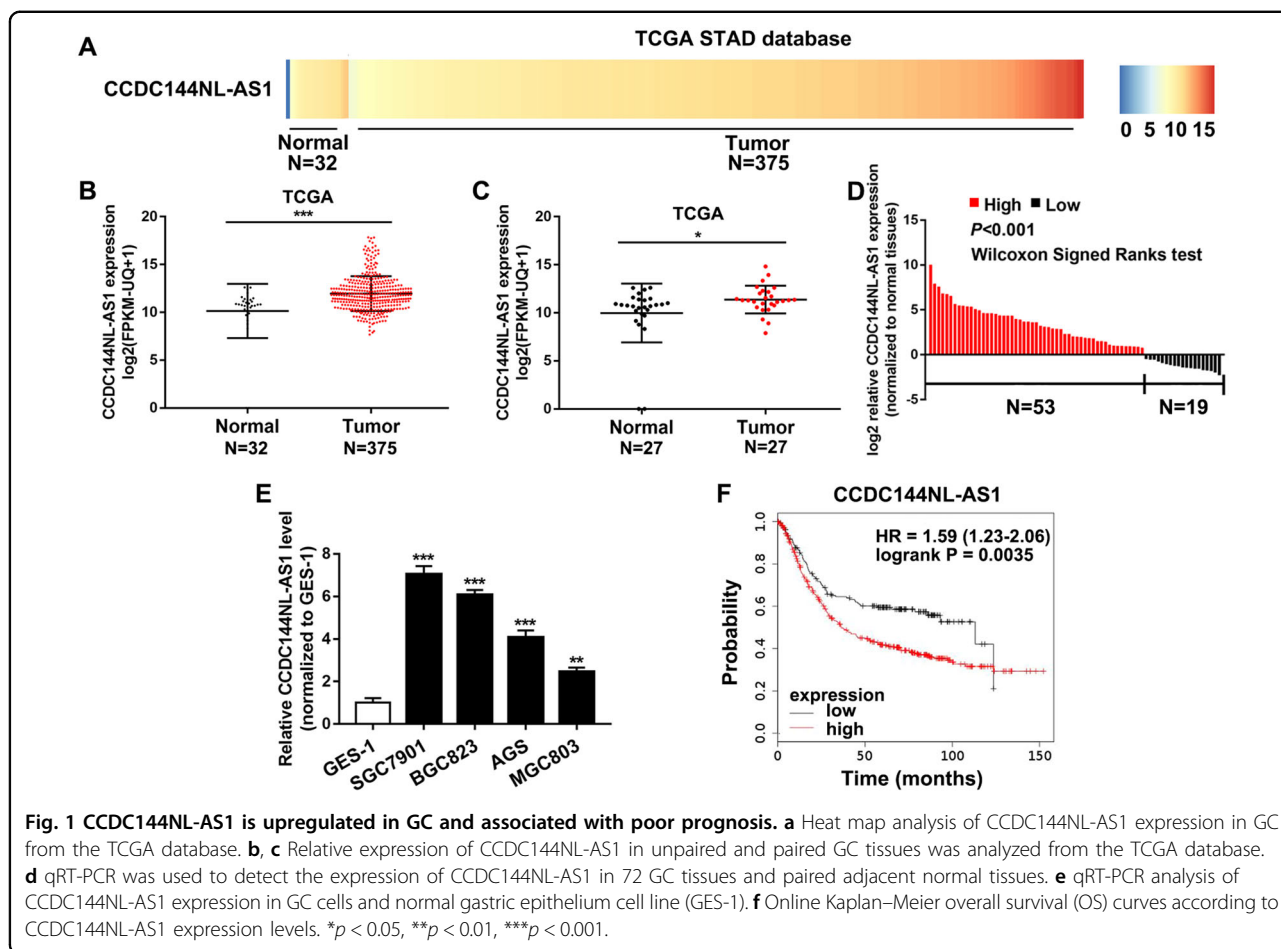 A
TCGA STAD database
CCDC144NL-AS1
0 5 10 15
Normal
N=32
Tumor
N=375
B
TCGA
***
CCDC144NL-AS1 expression
log2(FPKM-UQ+1)
20
15
10
5
0
Normal
N=32
Tumor
N=375
C
TCGA
*
CCDC144NL-AS1 expression
log2(FPKM-UQ+1)
20
15
10
5
0
Normal
N=27
Tumor
N=27
D
High Low
P<0.001
Wilcoxon Signed Ranks test
log2 relative CCDC144NL-AS1 expression
(normalized to normal tissues)
15
10
5
0
-5
N=53
N=19
E
Relative CCDC144NL-AS1 level
(normalized to GES-1)
8
6
4
2
0
***
***
***
**
GES-1
SGC7901
BGC823
AGS
MGC803
F
CCDC144NL-AS1
HR = 1.59 (1.23-2.06)
logrank P = 0.0035
Probability
1.0
0.8
0.6
0.4
0.2
0.0
expression
low
high
0 50 100 150
Time (months)
Fig. 1 CCDC144NL-AS1 is upregulated in GC and associated with poor prognosis. a Heat map analysis of CCDC144NL-AS1 expression in GC
from the TCGA database. b, c Relative expression of CCDC144NL-AS1 in unpaired and paired GC tissues was analyzed from the TCGA database.
d qRT-PCR was used to detect the expression of CCDC144NL-AS1 in 72 GC tissues and paired adjacent normal tissues. e qRT-PCR analysis of
CCDC144NL-AS1 expression in GC cells and normal gastric epithelium cell line (GES-1). f Online Kaplan–Meier overall survival (OS) curves according to
CCDC144NL-AS1 expression levels. *p < 0.05, **p < 0.01, ***p < 0.001.